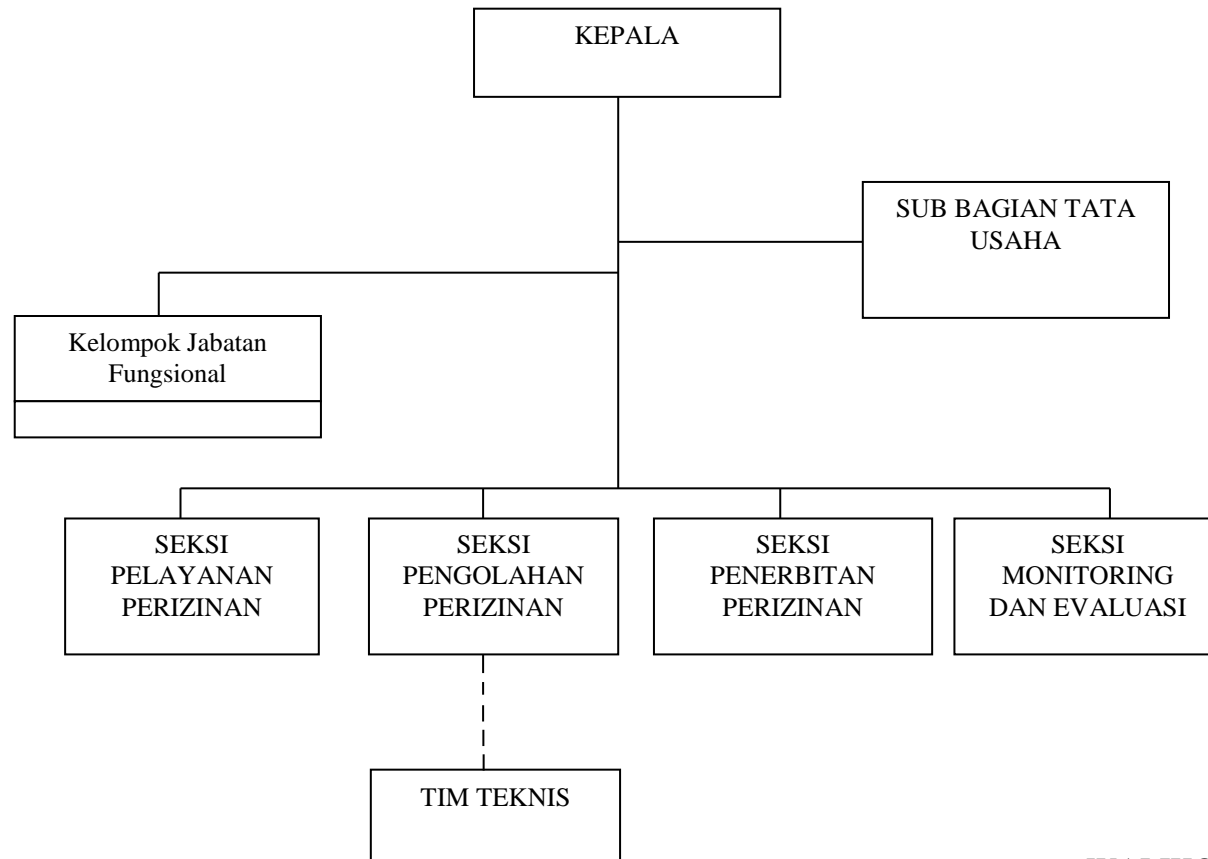 KEPALA
SUB BAGIAN TATA
USAHA
Kelompok Jabatan
Fungsional
SEKSI
PELAYANAN
PERIZINAN
SEKSI
PENGOLAHAN
PERIZINAN
SEKSI
PENERBITAN
PERIZINAN
SEKSI
MONITORING
DAN EVALUASI
TIM TEKNIS